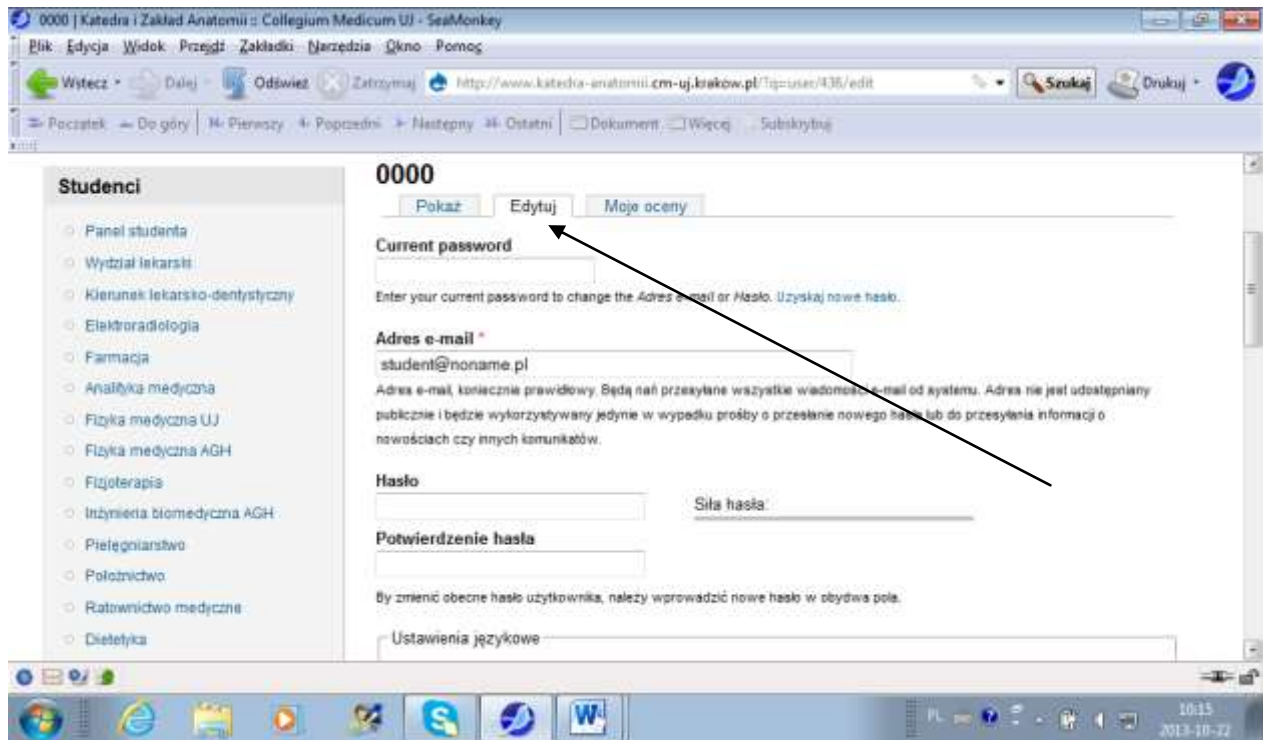 0000 | Katedra i Zakład Anatomii :: Collegium Medicum UJ - SeaMonkey
Plik Edycja Widok Przejdź Zakładki Narzędzia Okno Pomoc
Wstecz Dalej Odśwież Zatrzymaj http://www.katedra-anatomii.cm-uj.krakow.pl/?q=user/436/edit Szukaj Drukuj
Początek Do góry Pierwszy Poprzedni Następny Ostatni Dokument Więcej Subskrybuj
Studenci
Panel studenta
Wydział lekarski
Kierunek lekarsko-dentystyczny
Elektroradiologia
Farmacja
Analityka medyczna
Fizyka medyczna UJ
Fizyka medyczna AGH
Fizjoterapia
Inżynieria biomedyczna AGH
Pielęgniarstwo
Położnictwo
Ratownictwo medyczne
Dietetyka
0000
Pokaż Edytuj Moje oceny
Current password
Enter your current password to change the Adres e-mail or Hasło. Uzyskaj nowe hasło.
Adres e-mail *
student@noname.pl
Adres e-mail, koniecznie prawidłowy. Będą nań przesyłane wszystkie wiadomości e-mail od systemu. Adres nie jest udostępniany
publicznie i będzie wykorzystywany jedynie w wypadku prośby o przesłanie nowego hasła lub do przesyłania informacji o
nowościach czy innych komunikatów.
Hasło
Siła hasła:
Potwierdzenie hasła
By zmienić obecne hasło użytkownika, należy wprowadzić nowe hasło w obydwa pola.
Ustawienia językowe
PL
10:15
2013-10-22